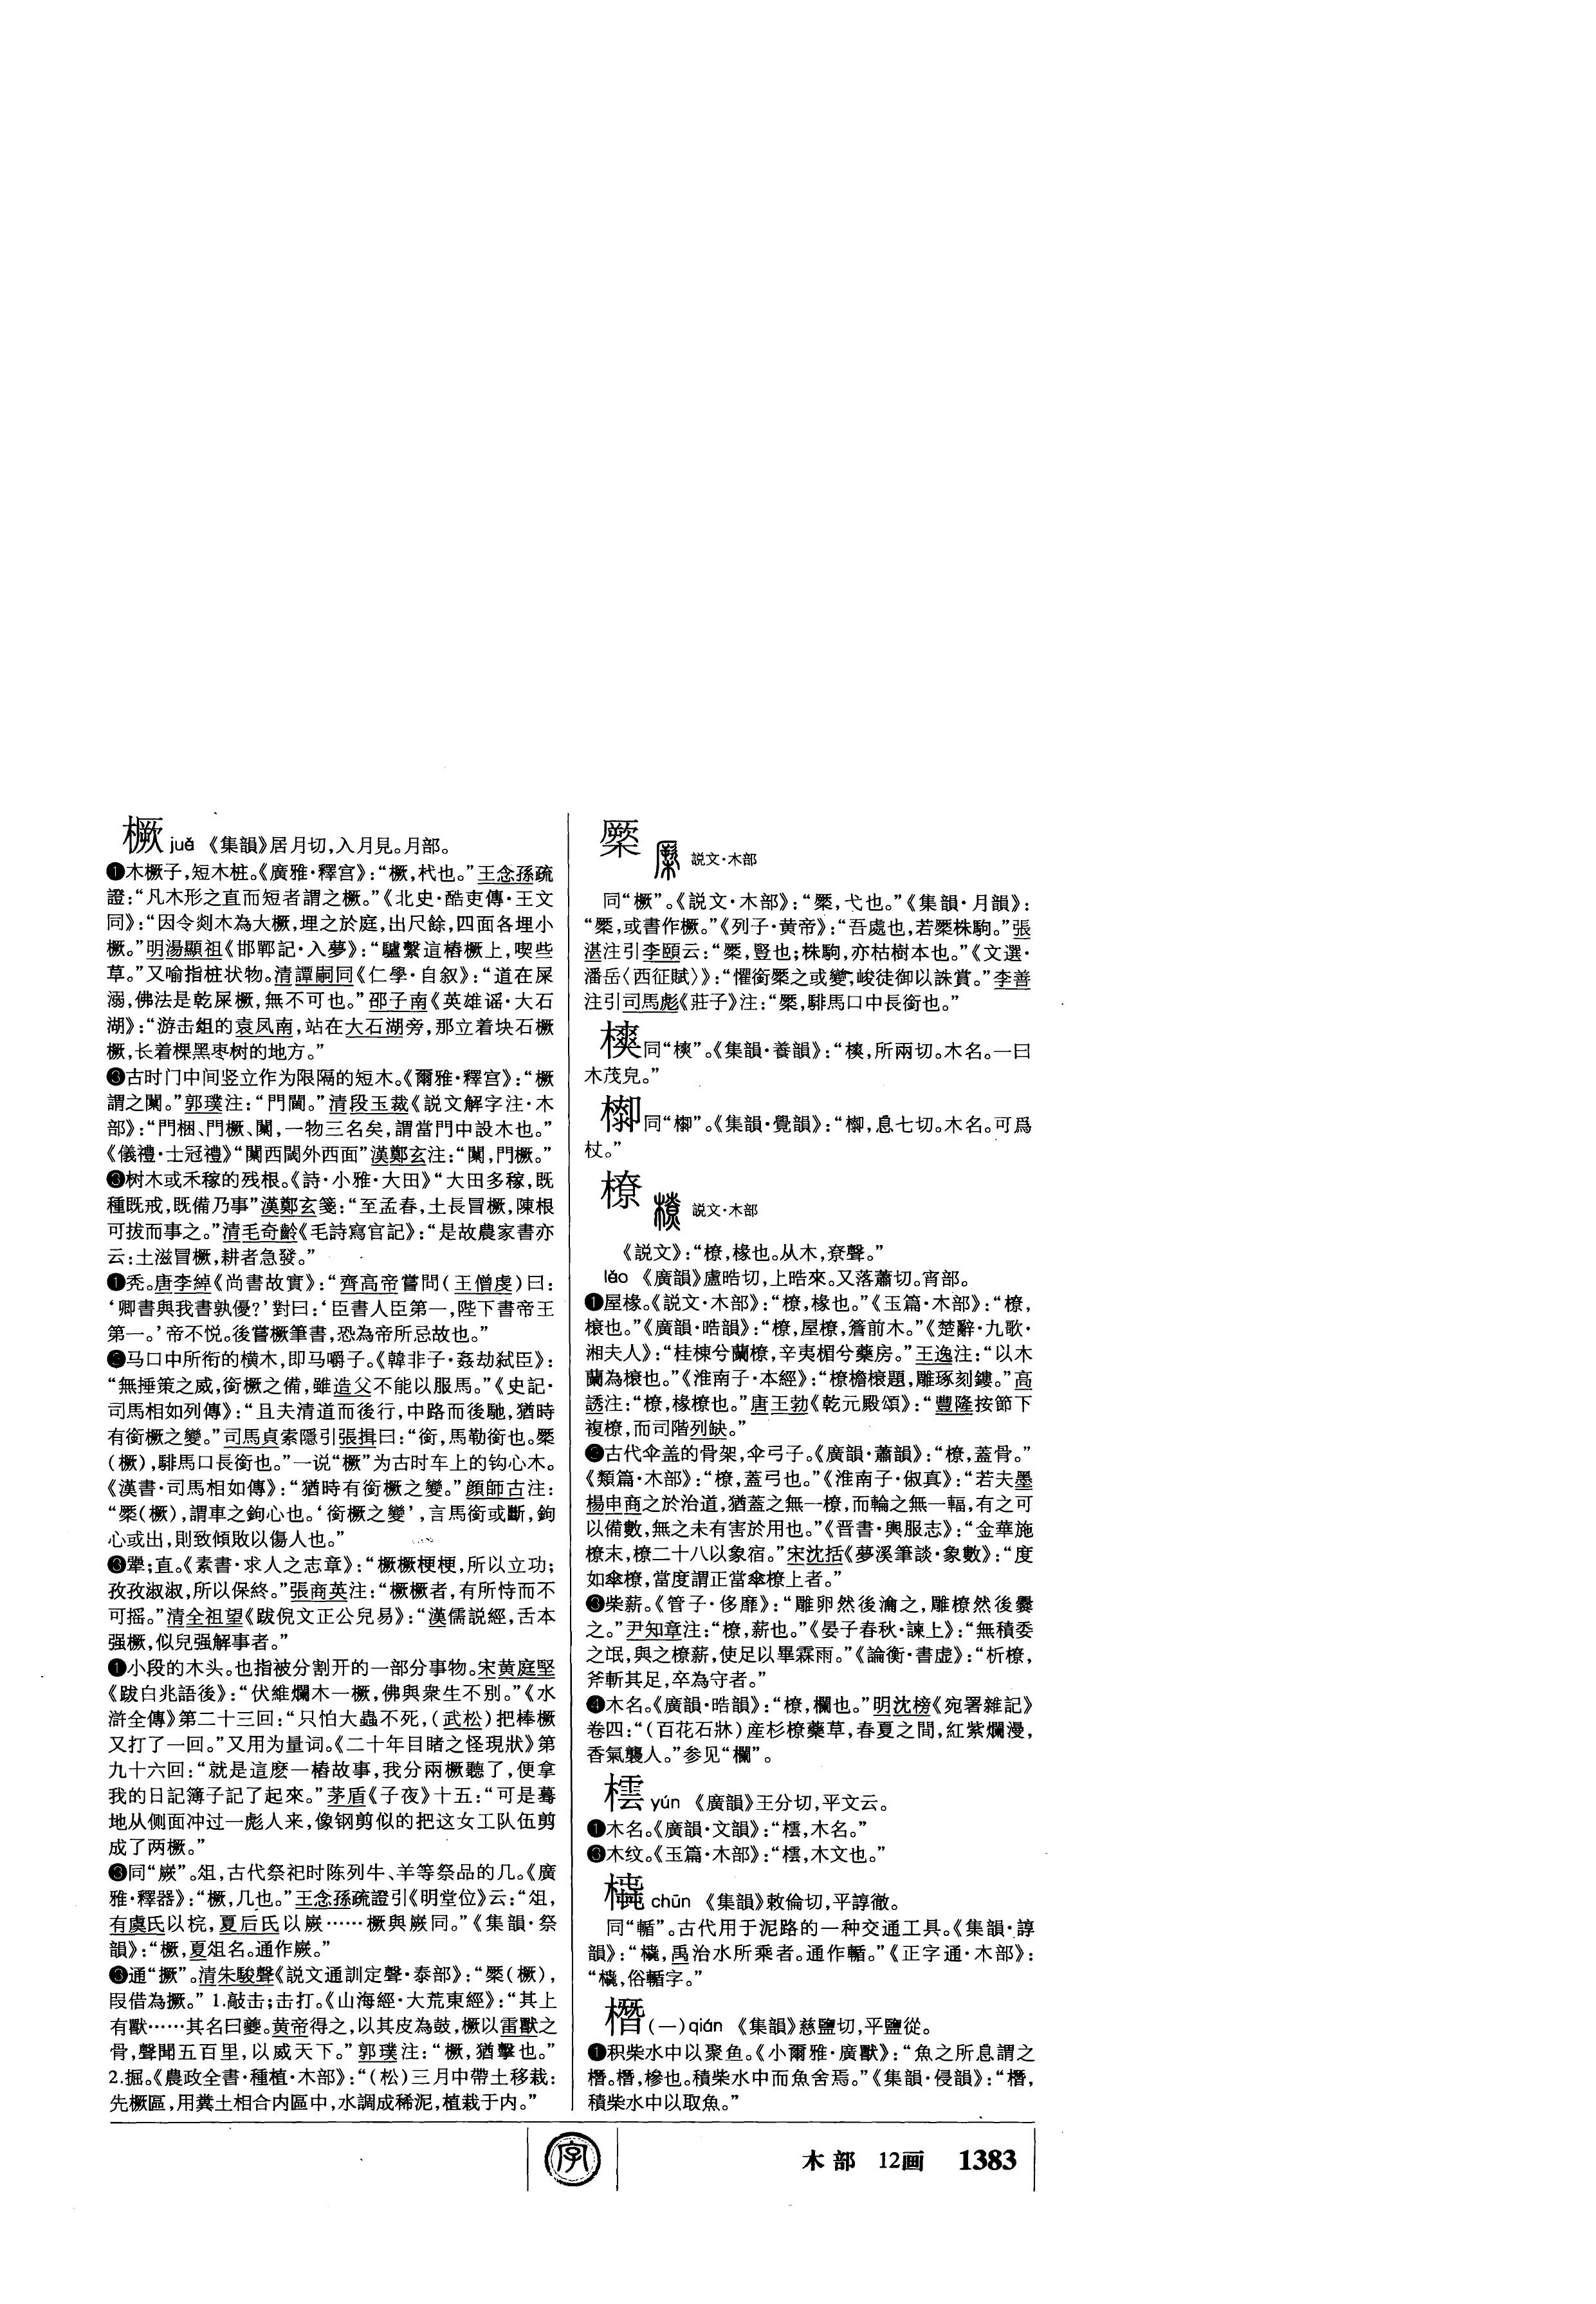 橛 juě 《集韻》居月切,入月見。月部。
❶木橛子,短木桩。《廣雅·釋宫》:“橛,杙也。”王念孫疏
證:“凡木形之直而短者謂之橛。”《北史·酷吏傳·王文
同》:“因令剡木為大橛,埋之於庭,出尺餘,四面各埋小
橛。”明湯顯祖《邯鄲記·入夢》:“驢繫這樁橛上,喫些
草。”又喻指桩状物。清譚嗣同《仁學·自叙》:“道在屎
溺,佛法是乾屎橛,無不可也。”邵子南《英雄谣·大石
湖》:“游击組的袁凤南,站在大石湖旁,那立着块石橛
橛,长着棵黑枣树的地方。”
❸古时门中间竖立作为限隔的短木。《爾雅·釋宫》:“橛
謂之闑。”郭璞注:“門閫。”清段玉裁《説文解字注·木
部》:“門梱、門橛、闑,一物三名矣,謂當門中設木也。”
《儀禮·士冠禮》“闑西閾外西面”漢鄭玄注:“闑,門橛。”
❸树木或禾稼的残根。《詩·小雅·大田》“大田多稼,既
種既戒,既備乃事”漢鄭玄箋:“至孟春,土長冒橛,陳根
可拔而事之。”清毛奇齡《毛詩寫官記》:“是故農家書亦
云:土滋冒橛,耕者急發。”
❶秃。唐李綽《尚書故實》:“齊高帝嘗問(王僧虔)曰:
‘卿書與我書孰優?’對曰:‘臣書人臣第一,陛下書帝王
第一。’帝不悦。後嘗橛筆書,恐為帝所忌故也。”
❷马口中所衔的横木,即马嚼子。《韓非子·姦劫弑臣》:
“無捶策之威,銜橛之備,雖造父不能以服馬。”《史記·
司馬相如列傳》:“且夫清道而後行,中路而後馳,猶時
有銜橛之變。”司馬貞索隱引張揖曰:“銜,馬勒銜也。橜
(橛),騑馬口長銜也。”一说“橛”为古时车上的钩心木。
《漢書·司馬相如傳》:“猶時有銜橛之變。”顔師古注:
“橜(橛),謂車之鉤心也。‘銜橛之變’,言馬銜或斷,鉤
心或出,則致傾敗以傷人也。”
❸犟;直。《素書·求人之志章》:“橛橛梗梗,所以立功;
孜孜淑淑,所以保終。”張商英注:“橛橛者,有所恃而不
可摇。”清全祖望《跋倪文正公兒易》:“漢儒説經,舌本
强橛,似兒强解事者。”
❶小段的木头。也指被分割开的一部分事物。宋黄庭堅
《跋白兆語後》:“伏維爛木一橛,佛與衆生不别。”《水
滸全傳》第二十三回:“只怕大蟲不死,(武松)把棒橛
又打了一回。”又用为量词。《二十年目睹之怪現狀》第
九十六回:“就是這麽一樁故事,我分兩橛聽了,便拿
我的日記簿子記了起來。”茅盾《子夜》十五:“可是蓦
地从侧面冲过一彪人来,像钢剪似的把这女工队伍剪
成了两橛。”
❸同“嶡”。俎,古代祭祀时陈列牛、羊等祭品的几。《廣
雅·釋器》:“橛,几也。”王念孫疏證引《明堂位》云:“俎,
有虞氏以梡,夏后氏以嶡……橛與嶡同。”《集韻·祭
韻》:“橛,夏俎名。通作嶡。”
❸通“撅”。清朱駿聲《説文通訓定聲·泰部》:“橜(橛),
叚借為撅。” 1.敲击;击打。《山海經·大荒東經》:“其上
有獸……其名曰夔。黄帝得之,以其皮為鼓,橛以雷獸之
骨,聲聞五百里,以威天下。”郭璞注:“橛,猶擊也。”
2.掘。《農政全書·種植·木部》:“(松)三月中帶土移栽:
先橛區,用糞土相合内區中,水調成稀泥,植栽于内。”
橜 説文·木部
同“橛”。《説文·木部》:“橜,弋也。”《集韻·月韻》:
“橜,或書作橛。”《列子·黄帝》:“吾處也,若橜株駒。”張
湛注引李頤云:“橜,豎也;株駒,亦枯樹本也。”《文選·
潘岳〈西征賦〉》:“懼銜橜之或變,峻徒御以誅賞。”李善
注引司馬彪《莊子》注:“橜,騑馬口中長銜也。”
同“樉”。《集韻·養韻》:“樉,所兩切。木名。一曰
木茂皃。”
同“楖”。《集韻·覺韻》:“楖,息七切。木名。可爲
杖。”
橑 説文·木部
《説文》:“橑,椽也。从木,尞聲。”
lǎo 《廣韻》盧晧切,上晧來。又落蕭切。宵部。
❶屋椽。《説文·木部》:“橑,椽也。”《玉篇·木部》:“橑,
榱也。”《廣韻·晧韻》:“橑,屋橑,簷前木。”《楚辭·九歌·
湘夫人》:“桂棟兮蘭橑,辛夷楣兮藥房。”王逸注:“以木
蘭為榱也。”《淮南子·本經》:“橑檐榱題,雕琢刻鏤。”高
誘注:“橑,椽橑也。”唐王勃《乾元殿頌》:“豐隆按節下
複橑,而司階列缺。”
❷古代伞盖的骨架,伞弓子。《廣韻·蕭韻》:“橑,蓋骨。”
《類篇·木部》:“橑,蓋弓也。”《淮南子·俶真》:“若夫墨
楊申商之於治道,猶蓋之無一橑,而輪之無一輻,有之可
以備數,無之未有害於用也。”《晋書·輿服志》:“金華施
橑末,橑二十八以象宿。”宋沈括《夢溪筆談·象數》:“度
如傘橑,當度謂正當傘橑上者。”
❸柴薪。《管子·侈靡》:“雕卵然後瀹之,雕橑然後爨
之。”尹知章注:“橑,薪也。”《晏子春秋·諫上》:“無積委
之氓,與之橑薪,使足以畢霖雨。”《論衡·書虚》:“析橑,
斧斬其足,卒為守者。”
❹木名。《廣韻·晧韻》:“橑,欄也。”明沈榜《宛署雜記》
卷四:“(百花石牀)産杉橑藥草,春夏之間,紅紫爛漫,
香氣襲人。”参见“欄”。
橒 yún 《廣韻》王分切,平文云。
❶木名。《廣韻·文韻》:“橒,木名。”
❸木纹。《玉篇·木部》:“橒,木文也。”
橇 chūn 《集韻》敕倫切,平諄徹。
同“輴”。古代用于泥路的一种交通工具。《集韻·諄
韻》:“橇,禹治水所乘者。通作輴。”《正字通·木部》:
“橇,俗輴字。”
橬 (一)qián 《集韻》慈鹽切,平鹽從。
❶积柴水中以聚鱼。《小爾雅·廣獸》:“魚之所息謂之
橬。橬,槮也。積柴水中而魚舍焉。”《集韻·侵韻》:“橬,
積柴水中以取魚。”
字 木部 12画 1383